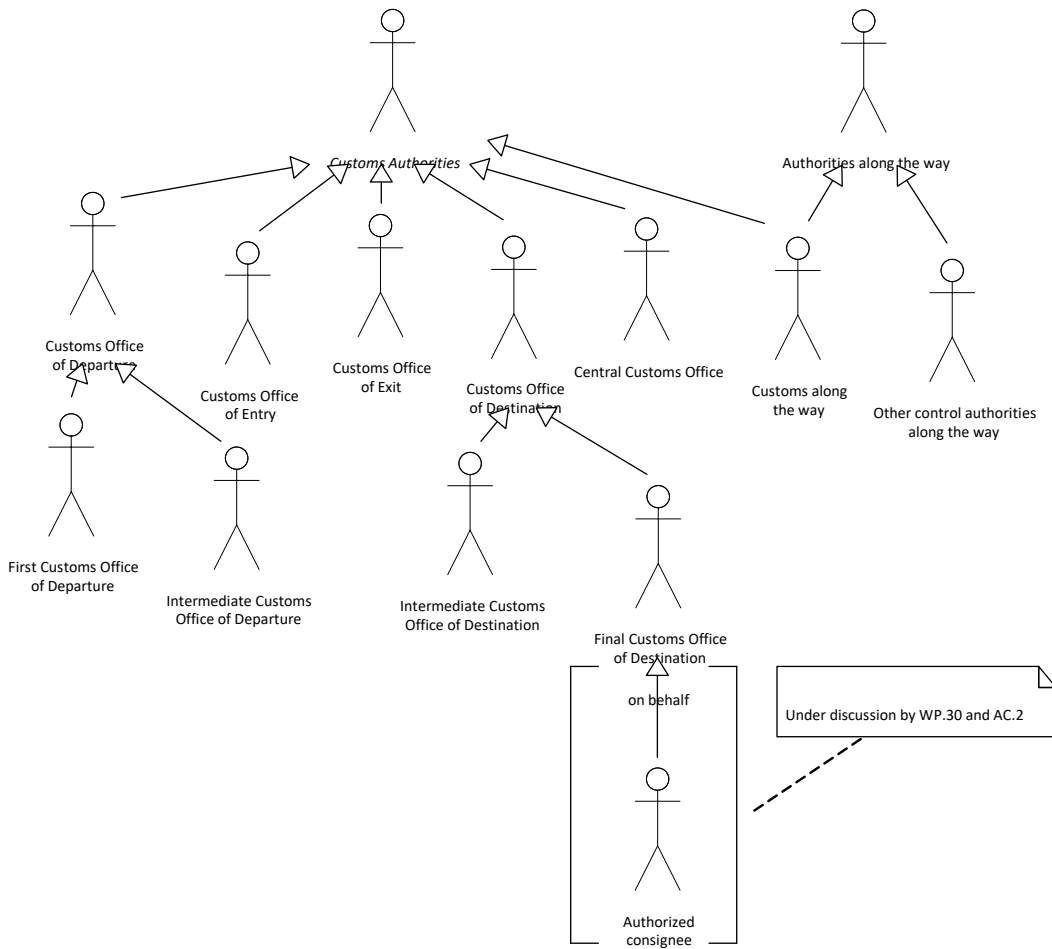 Customs Authorities
Authorities along the way
Customs Office
of Departure
Customs Office
of Entry
Customs Office
of Exit
Customs Office
of Destination
Central Customs Office
Customs along
the way
Other control authorities
along the way
First Customs Office
of Departure
Intermediate Customs
Office of Departure
Intermediate Customs
Office of Destination
Final Customs Office
of Destination
on behalf
Under discussion by WP.30 and AC.2
Authorized
consignee